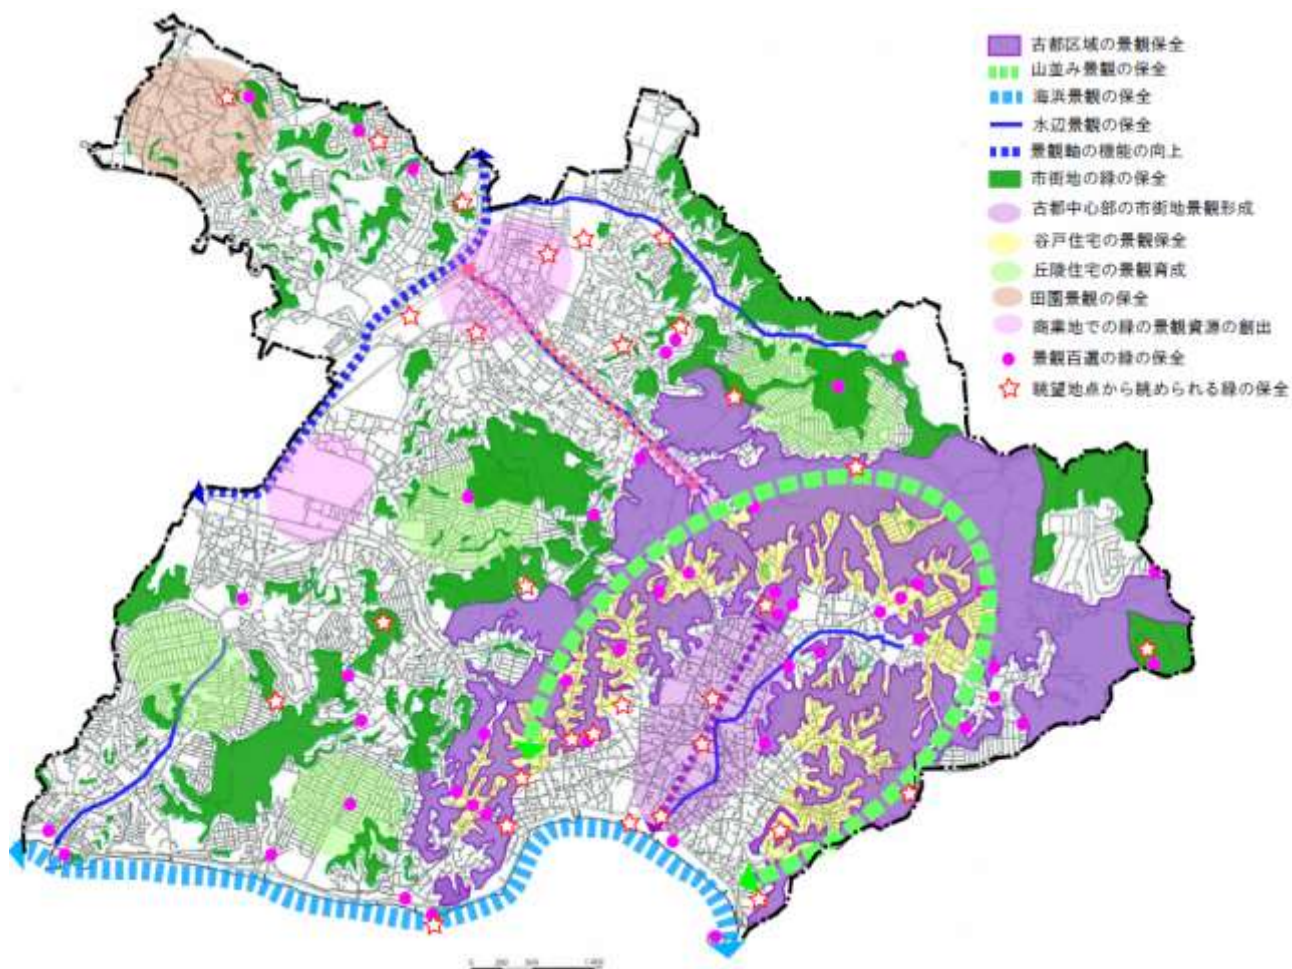 古都区域の景観保全
山並み景観の保全
海浜景観の保全
水辺景観の保全
景観軸の機能の向上
市街地の緑の保全
古都中心部の市街地景観形成
谷戸住宅の景観保全
丘陵住宅の景観育成
田園景観の保全
商業地での緑の景観資源の創出
景観百選の緑の保全
眺望地点から眺められる緑の保全